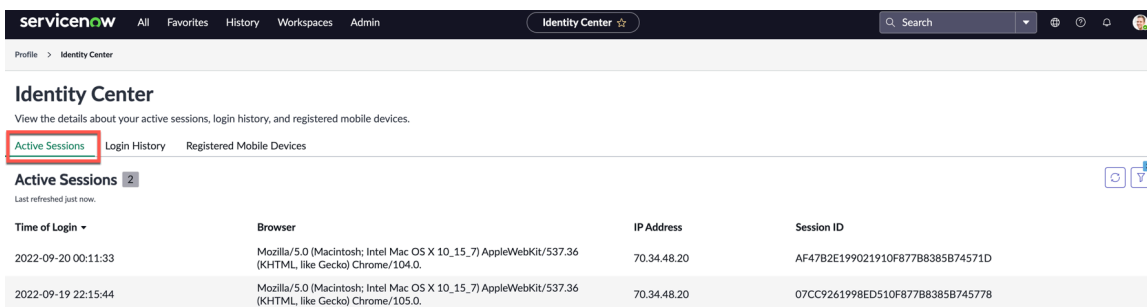 servicenow All Favorites History Workspaces Admin Identity Center ☆ Search
Profile > Identity Center
Identity Center
View the details about your active sessions, login history, and registered mobile devices.
Active Sessions Login History Registered Mobile Devices
Active Sessions 2
Last refreshed just now.
Time of Login ▾ Browser IP Address Session ID
Mozilla/5.0 (Macintosh; Intel Mac OS X 10_15_7) AppleWebKit/537.36
2022-09-20 00:11:33 (KHTML, like Gecko) Chrome/104.0. 70.34.48.20 AF47B2E199021910F877B8385B74571D
Mozilla/5.0 (Macintosh; Intel Mac OS X 10_15_7) AppleWebKit/537.36
2022-09-19 22:15:44 (KHTML, like Gecko) Chrome/105.0. 70.34.48.20 07CC9261998ED510F877B8385B745778